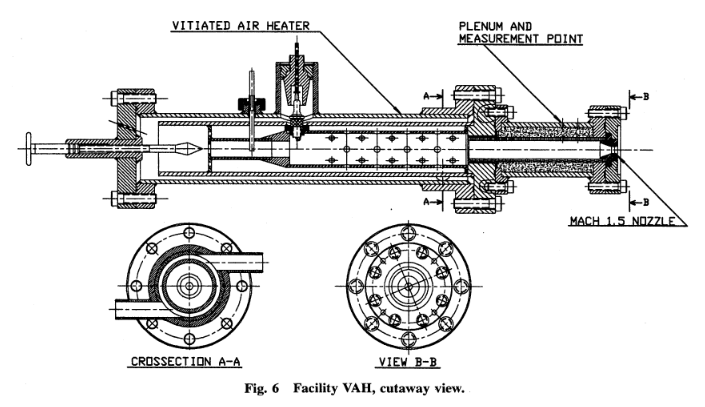 VITIATED AIR HEATER
PLENUM AND
MEASUREMENT POINT
A
B
A
B
MACH 1.5 NOZZLE
CROSSECTION A-A
VIEW B-B
Fig. 6 Facility VAH, cutaway view.